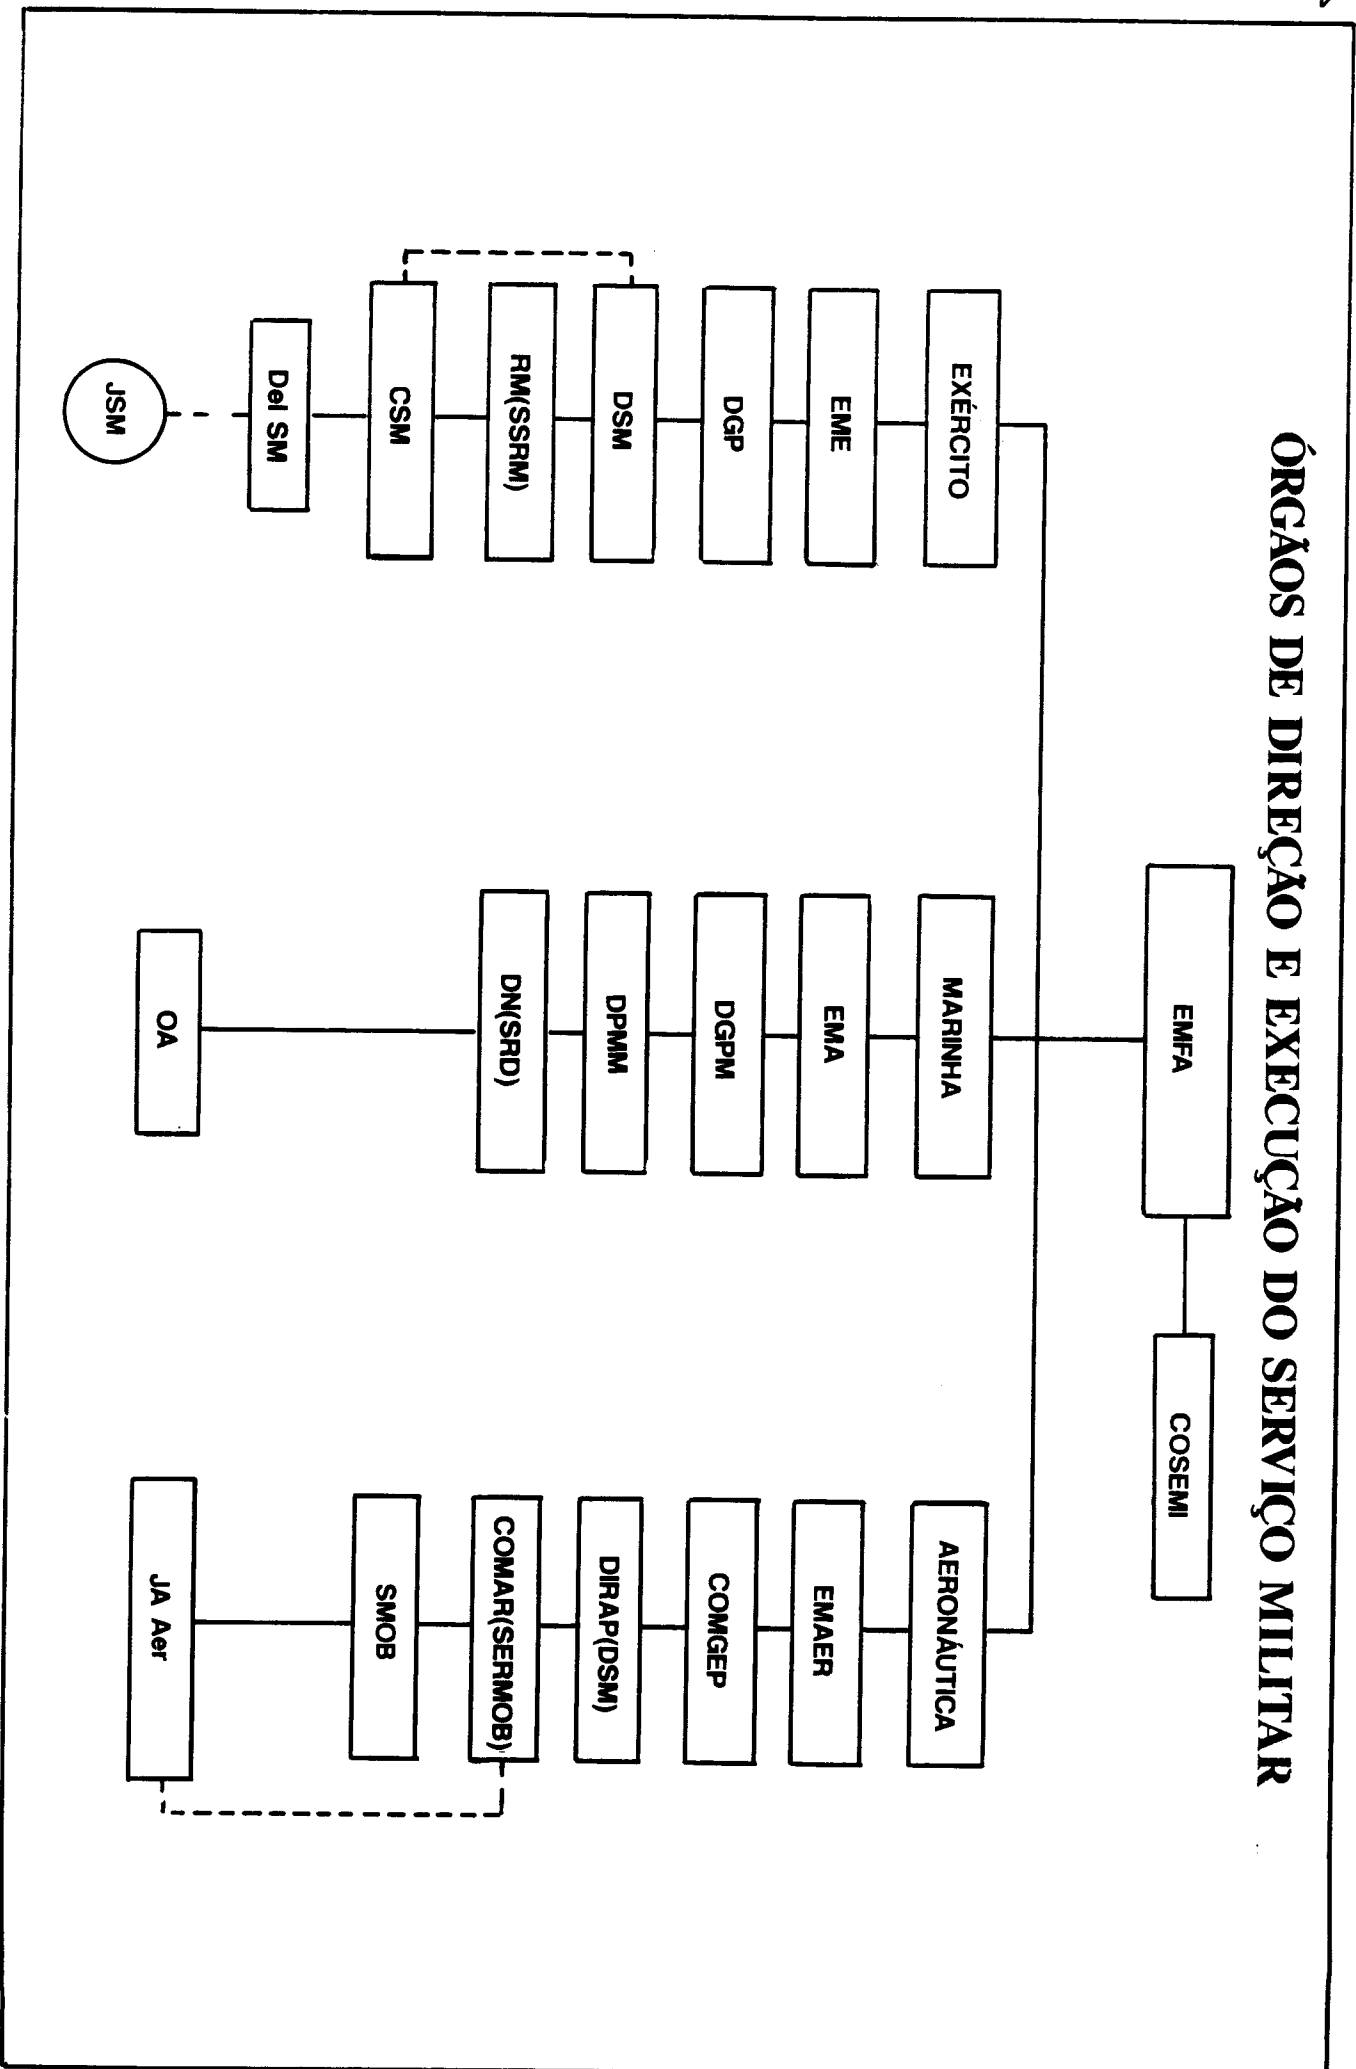 ÓRGÃOS DE DIREÇÃO E EXECUÇÃO DO SERVIÇO MILITAR
EMFA
COSEMI
EXÉRCITO
EME
DGP
DSM
RM(SSRM)
CSM
Del SM
JSM
MARINHA
EMA
DGPM
DPMM
DN(SRD)
OA
AERONÁUTICA
EMAER
COMGEP
DIRAP(DSM)
COMAR(SERMOB)
SMOB
JA Aer